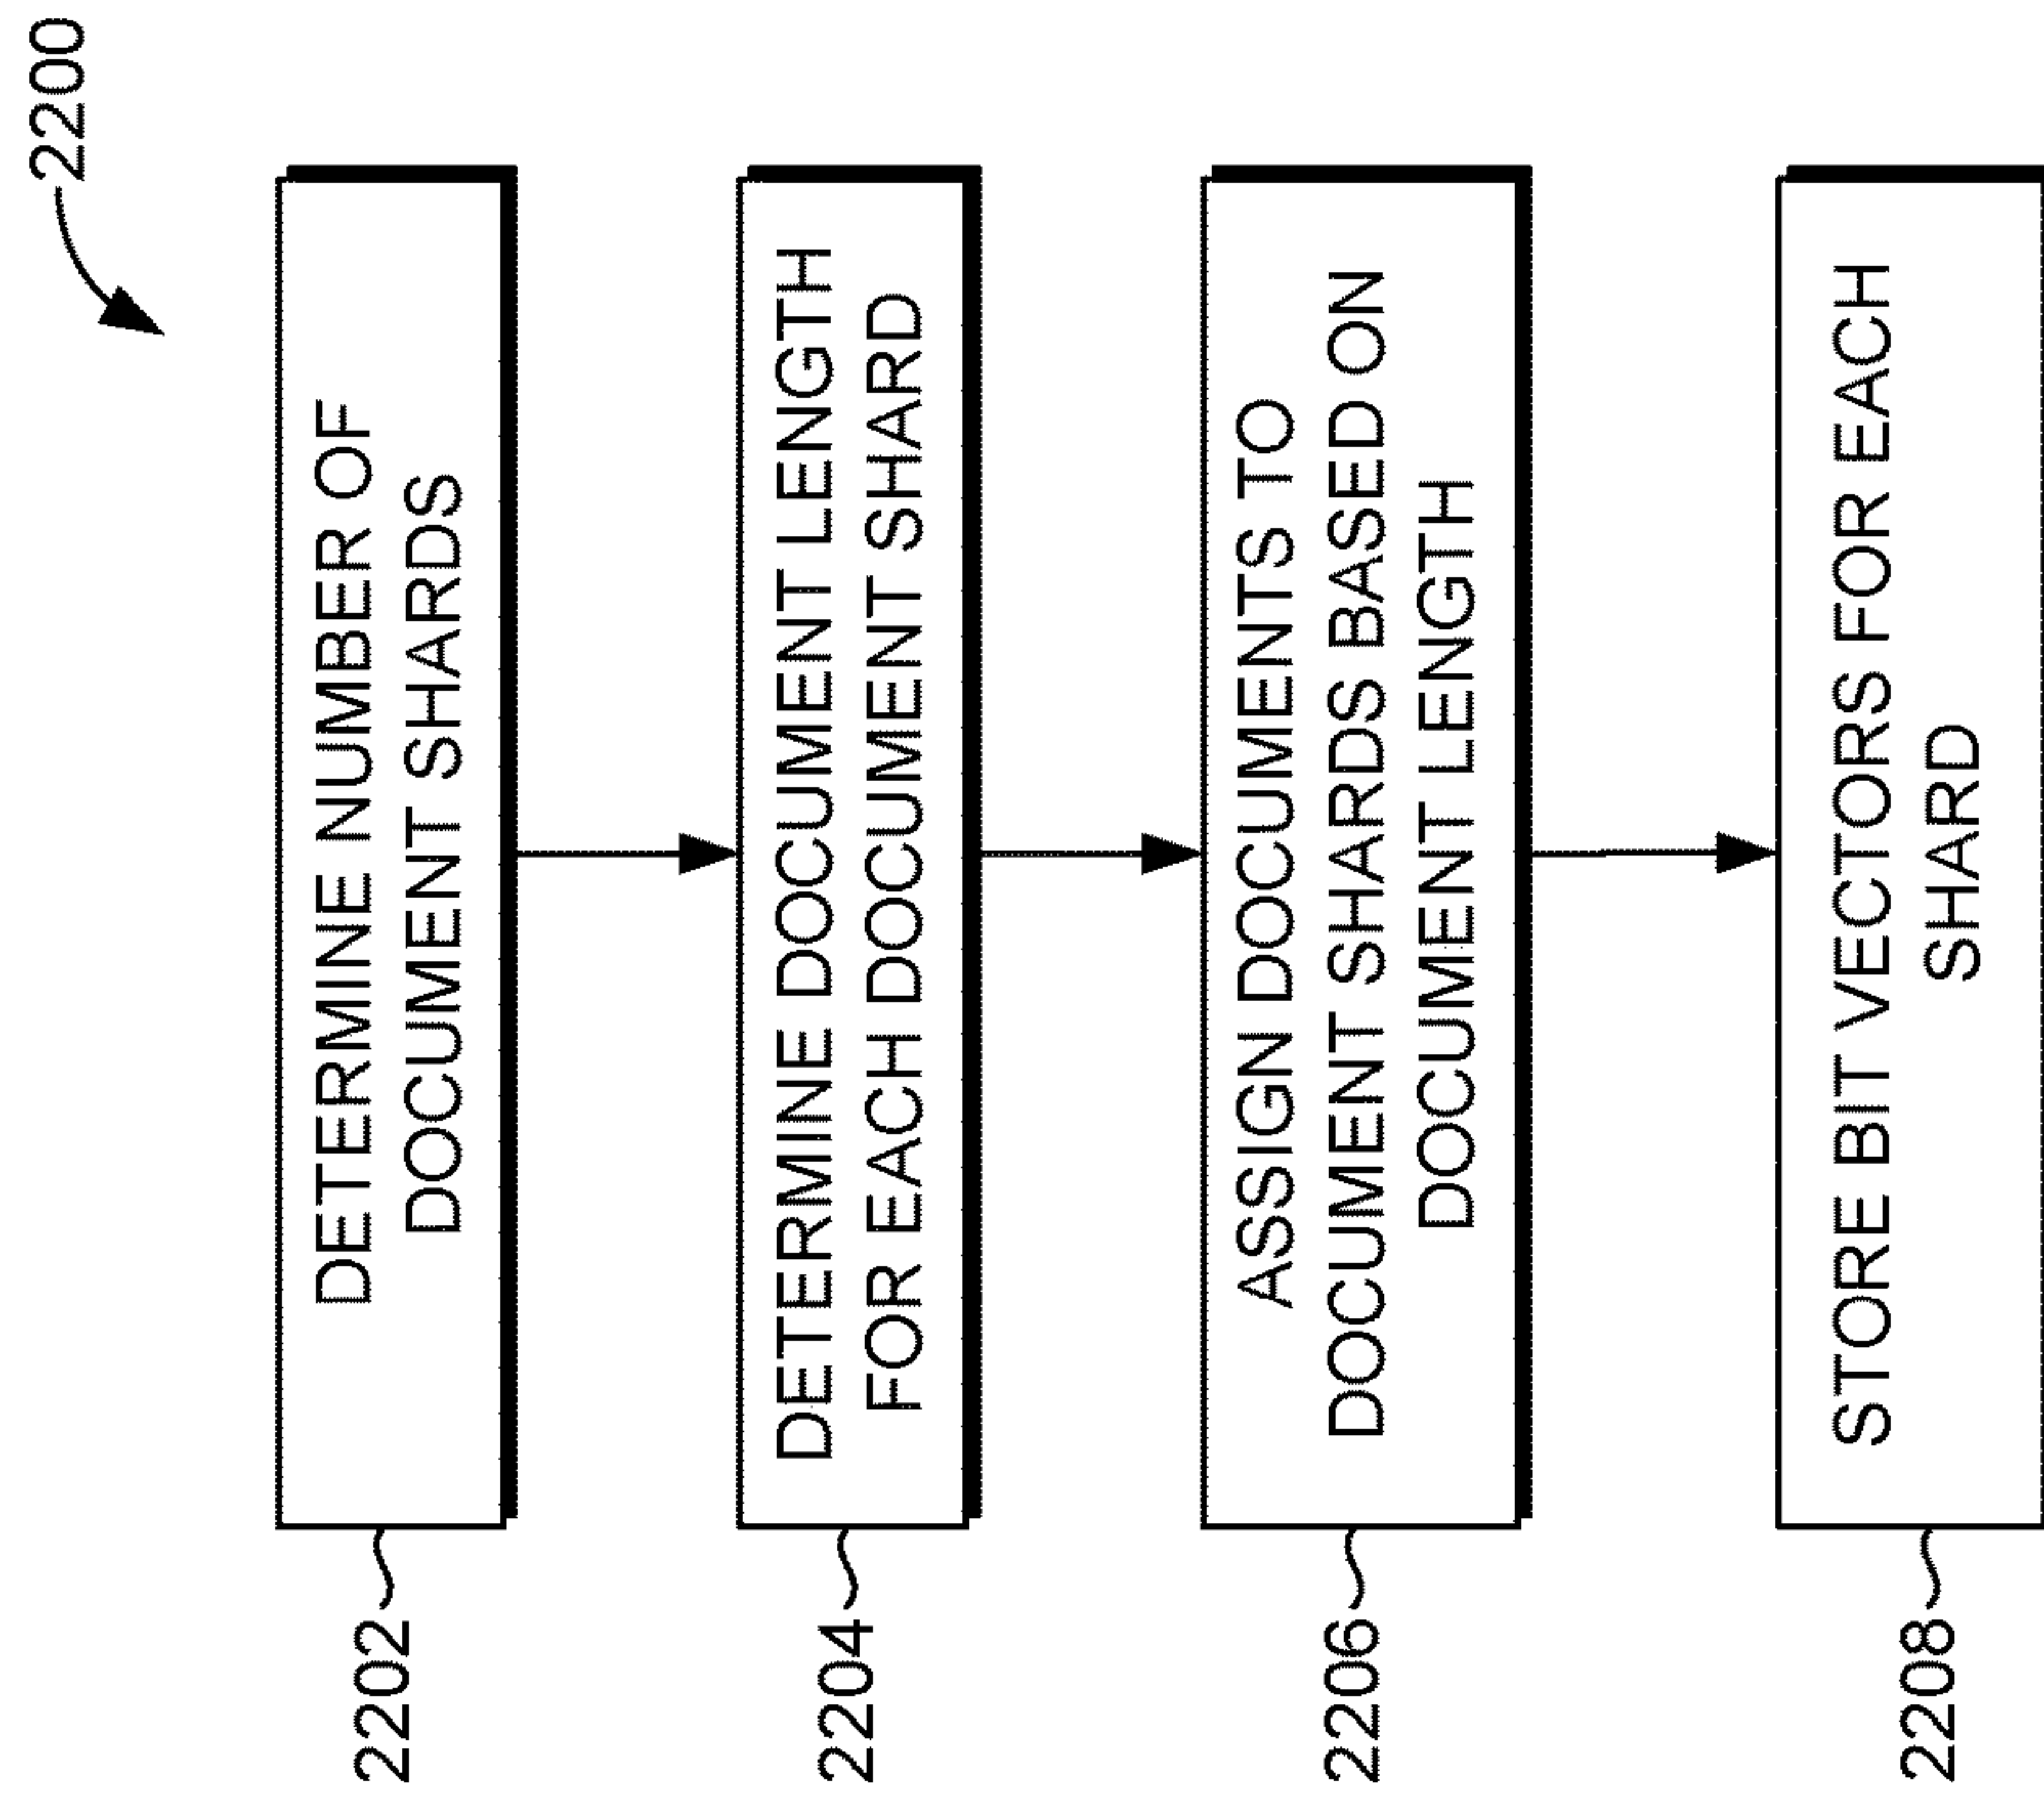 2200
2202
DETERMINE NUMBER OF
DOCUMENT SHARDS
2204
DETERMINE DOCUMENT LENGTH
FOR EACH DOCUMENT SHARD
2206
ASSIGN DOCUMENTS TO
DOCUMENT SHARDS BASED ON
DOCUMENT LENGTH
2208
STORE BIT VECTORS FOR EACH
SHARD